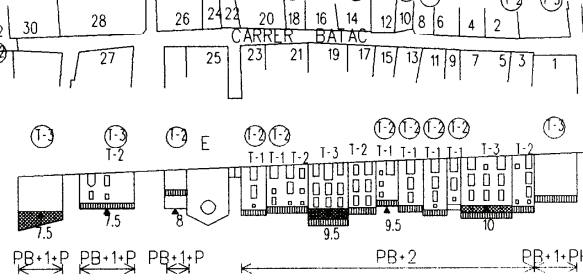 30 28 26 24 22 20 18 16 14 12 10 8 6 4 2
CARRER BATAC
27 25 23 21 19 17 15 13 11 9 7 5 3 1
T-3 T-3 T-2 E T-2 T-2 T-2 T-2 T-2 T-2 T-3
T-2 T-1 T-1 T-2 T-3 T-2 T-1 T-1 T-1 T-1 T-3 T-2
7.5 7.5 8 9.5 9.5 10
PB+1+P PB+1+P PB+1+P PB+2 PB+1+P